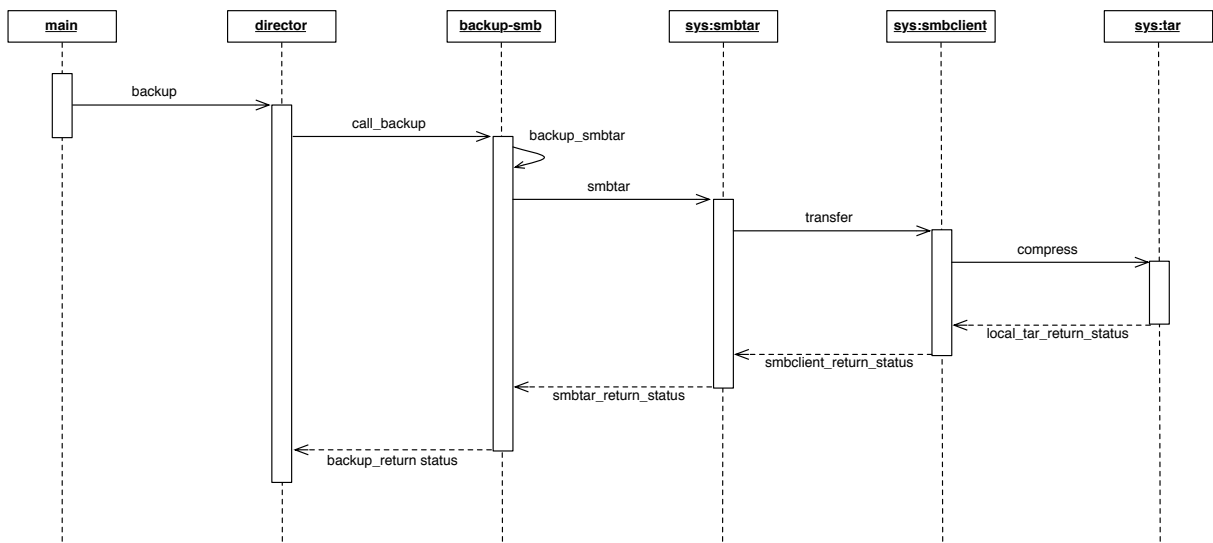 main
director
backup-smb
sys:smbtar
sys:smbclient
sys:tar
backup
call_backup
backup_smbtar
smbtar
transfer
compress
local_tar_return_status
smbclient_return_status
smbtar_return_status
backup_return status